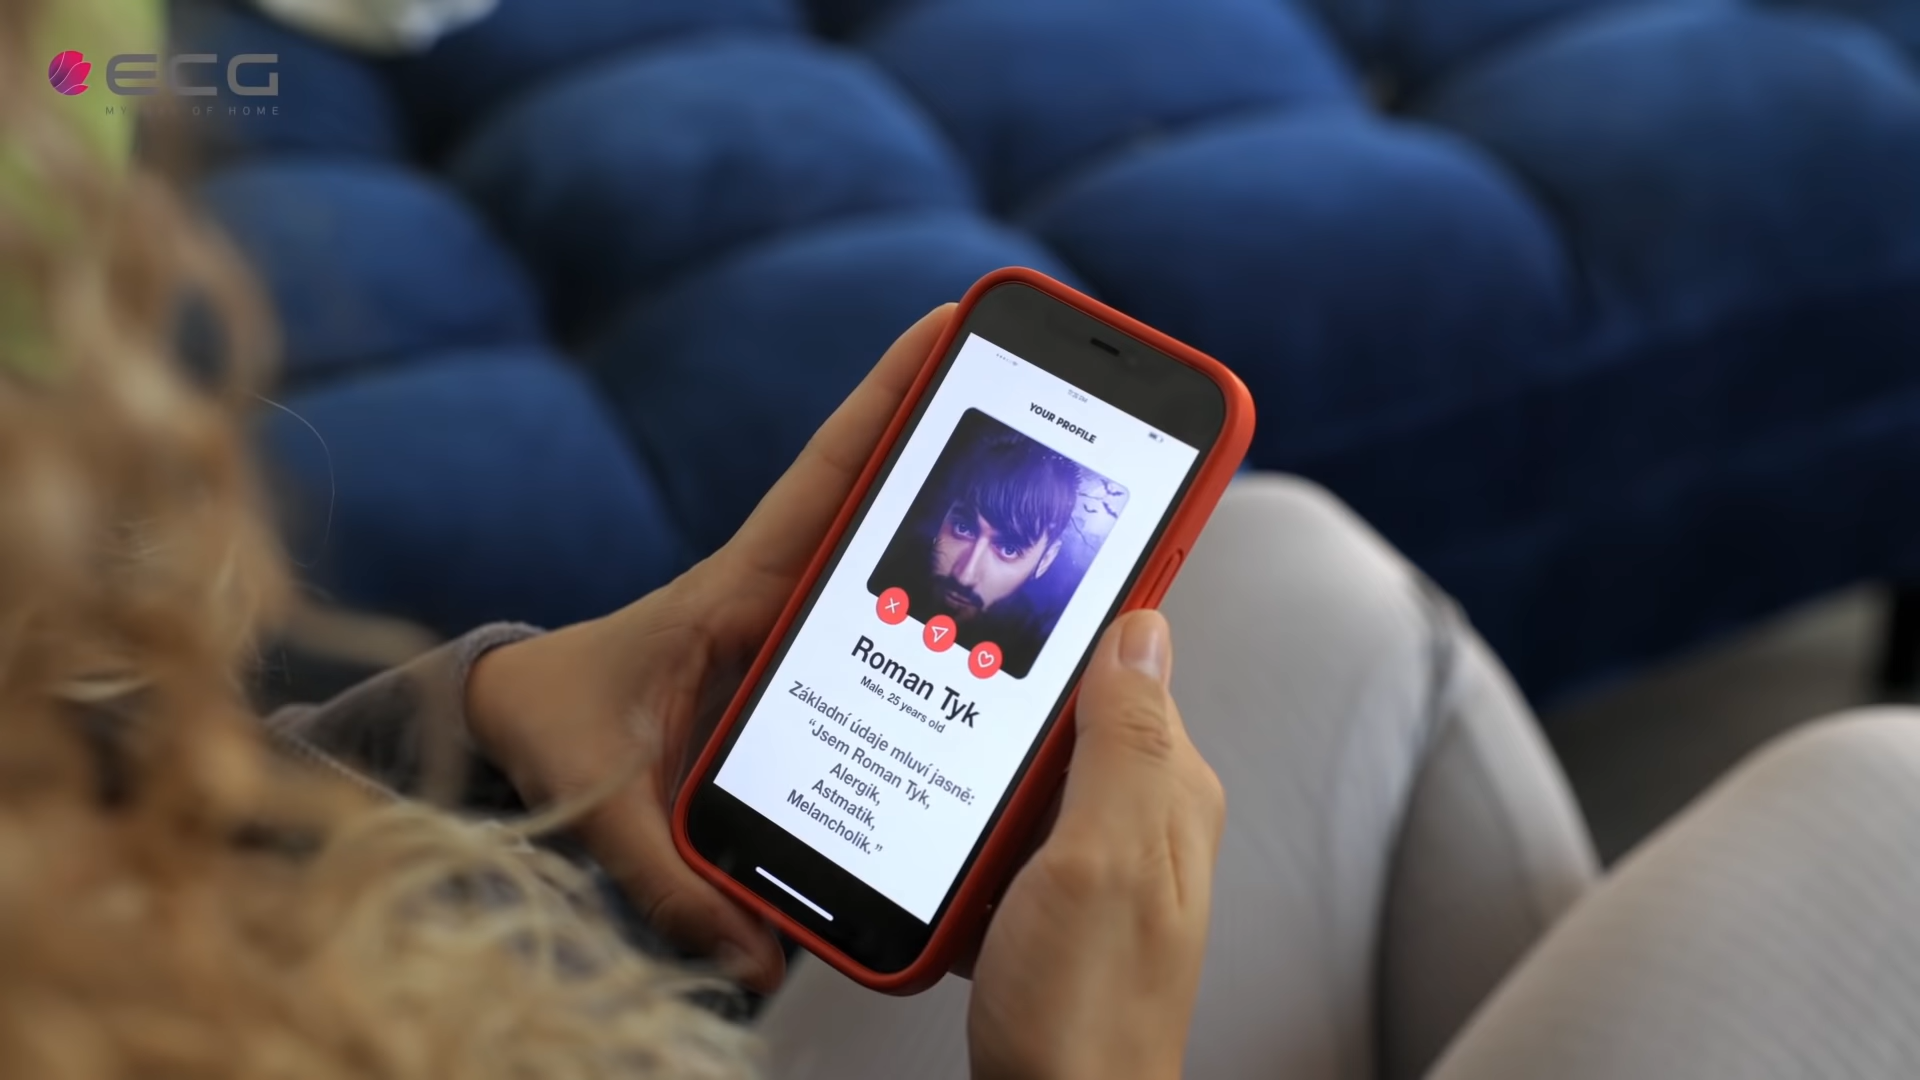 ECG
YOUR PROFILE
Roman Tyk
Male, 25 years old
Základní údaje mluví jasně:
“Jsem Roman Tyk,
Alergik,
Astmatik,
Melancholik.”